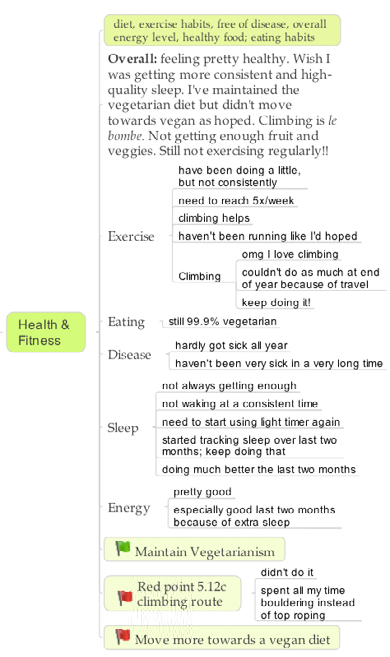 diet, exercise habits, free of disease, overall
energy level, healthy food; eating habits
Overall: feeling pretty healthy. Wish I
was getting more consistent and high-
quality sleep. I've maintained the
vegetarian diet but didn't move
towards vegan as hoped. Climbing is le
bombe. Not getting enough fruit and
veggies. Still not exercising regularly!!
Health &
Fitness
Exercise
have been doing a little,
but not consistently
need to reach 5x/week
climbing helps
haven't been running like I'd hoped
Climbing
omg I love climbing
couldn't do as much at end
of year because of travel
keep doing it!
Eating
still 99.9% vegetarian
Disease
hardly got sick all year
haven't been very sick in a very long time
Sleep
not always getting enough
not waking at a consistent time
need to start using light timer again
started tracking sleep over last two
months; keep doing that
doing much better the last two months
Energy
pretty good
especially good last two months
because of extra sleep
Maintain Vegetarianism
Red point 5.12c
climbing route
didn't do it
spent all my time
bouldering instead
of top roping
Move more towards a vegan diet